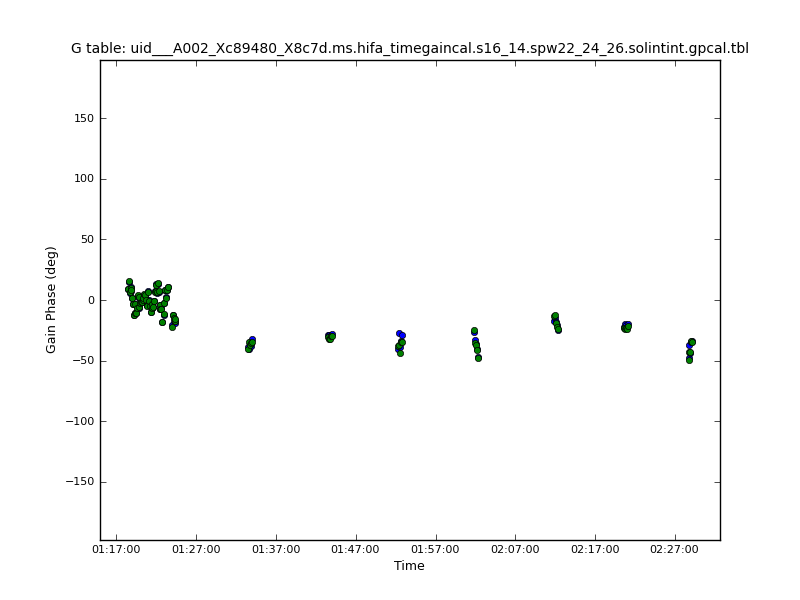 G table: uid___A002_Xc89480_X8c7d.ms.hifa_timegaincal.s16_14.spw22_24_26.solintint.gpcal.tbl
Gain Phase (deg)
150
100
50
0
−50
−100
−150
01:17:00 01:27:00 01:37:00 01:47:00 01:57:00 02:07:00 02:17:00 02:27:00
Time